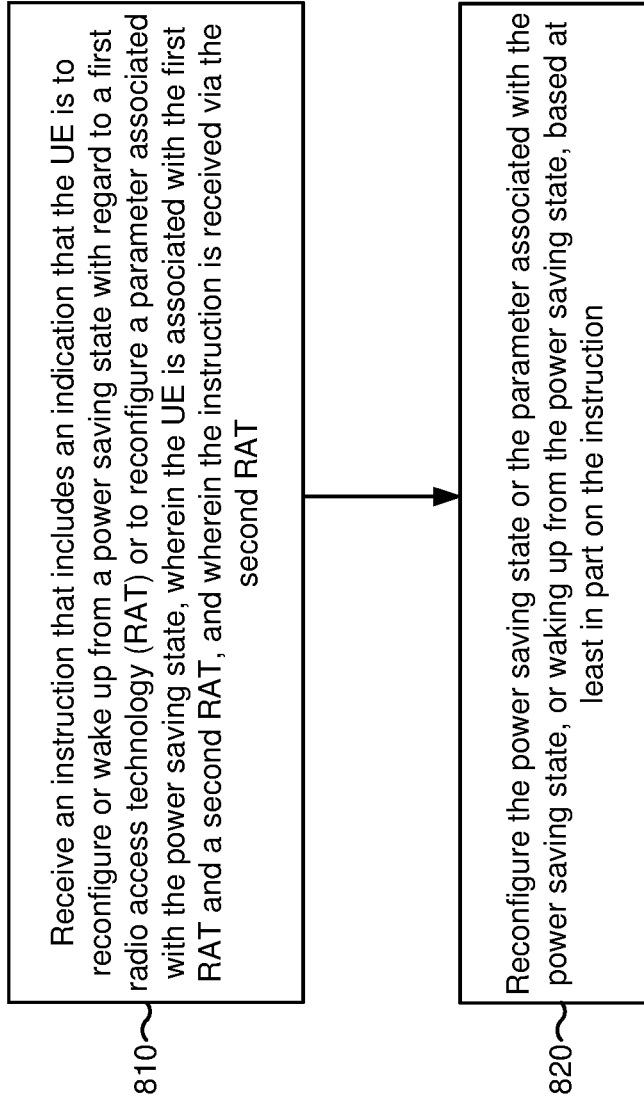 810
Receive an instruction that includes an indication that the UE is to
reconfigure or wake up from a power saving state with regard to a first
radio access technology (RAT) or to reconfigure a parameter associated
with the power saving state, wherein the UE is associated with the first
RAT and a second RAT, and wherein the instruction is received via the
second RAT
820
Reconfigure the power saving state or the parameter associated with the
power saving state, or waking up from the power saving state, based at
least in part on the instruction